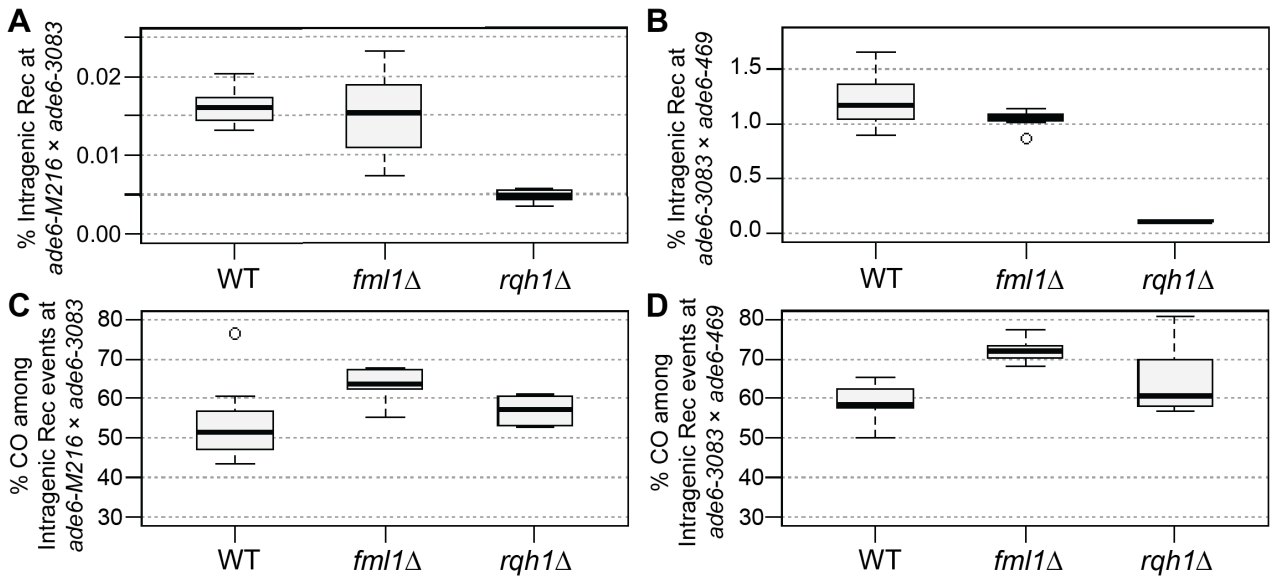 A
% Intragenic Rec at
ade6-M216 × ade6-3083
0.02
0.01
0.00
WT
fml1Δ
rqh1Δ
B
% Intragenic Rec at
ade6-3083 × ade6-469
1.5
1.0
0.5
0.0
WT
fml1Δ
rqh1Δ
C
% CO among
Intragenic Rec events at
ade6-M216 × ade6-3083
80
70
60
50
40
30
WT
fml1Δ
rqh1Δ
D
% CO among
Intragenic Rec events at
ade6-3083 × ade6-469
80
70
60
50
40
30
WT
fml1Δ
rqh1Δ